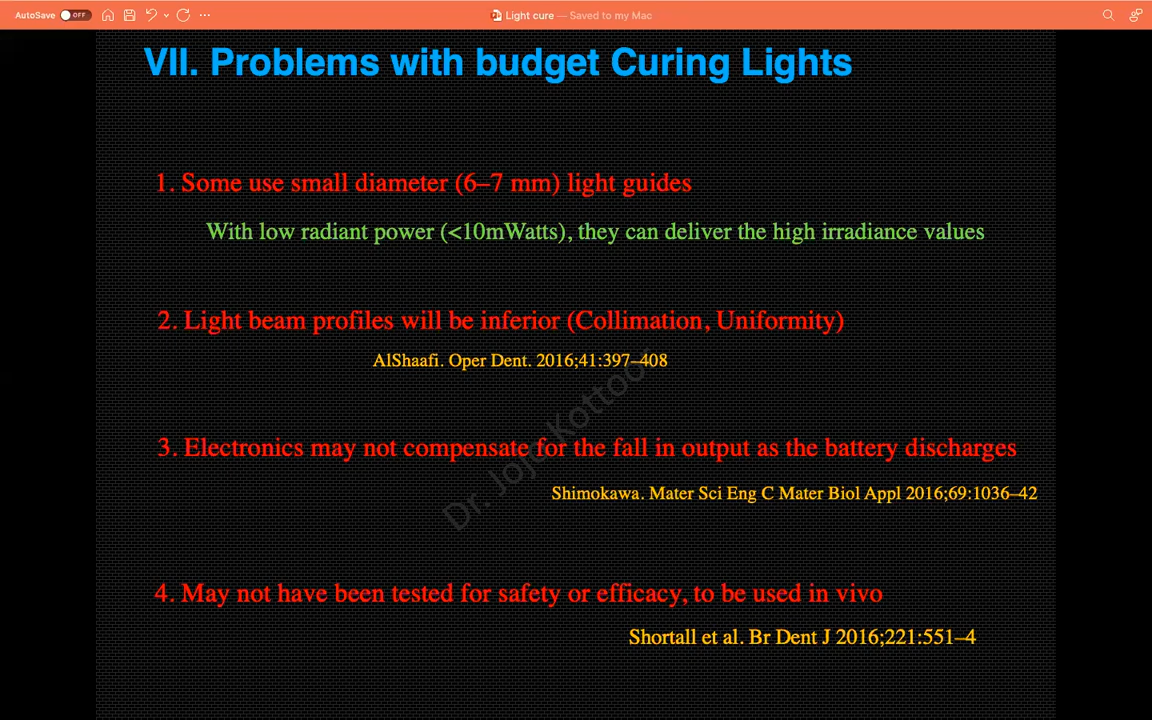 AutoSave OFF
Light cure — Saved to my Mac
VII. Problems with budget Curing Lights
1. Some use small diameter (6–7 mm) light guides
With low radiant power (<10mWatts), they can deliver the high irradiance values
2. Light beam profiles will be inferior (Collimation, Uniformity)
AlShaafi. Oper Dent. 2016;41:397–408
3. Electronics may not compensate for the fall in output as the battery discharges
Shimokawa. Mater Sci Eng C Mater Biol Appl 2016;69:1036–42
4. May not have been tested for safety or efficacy, to be used in vivo
Shortall et al. Br Dent J 2016;221:551–4
Dr. Jojo Kottoor